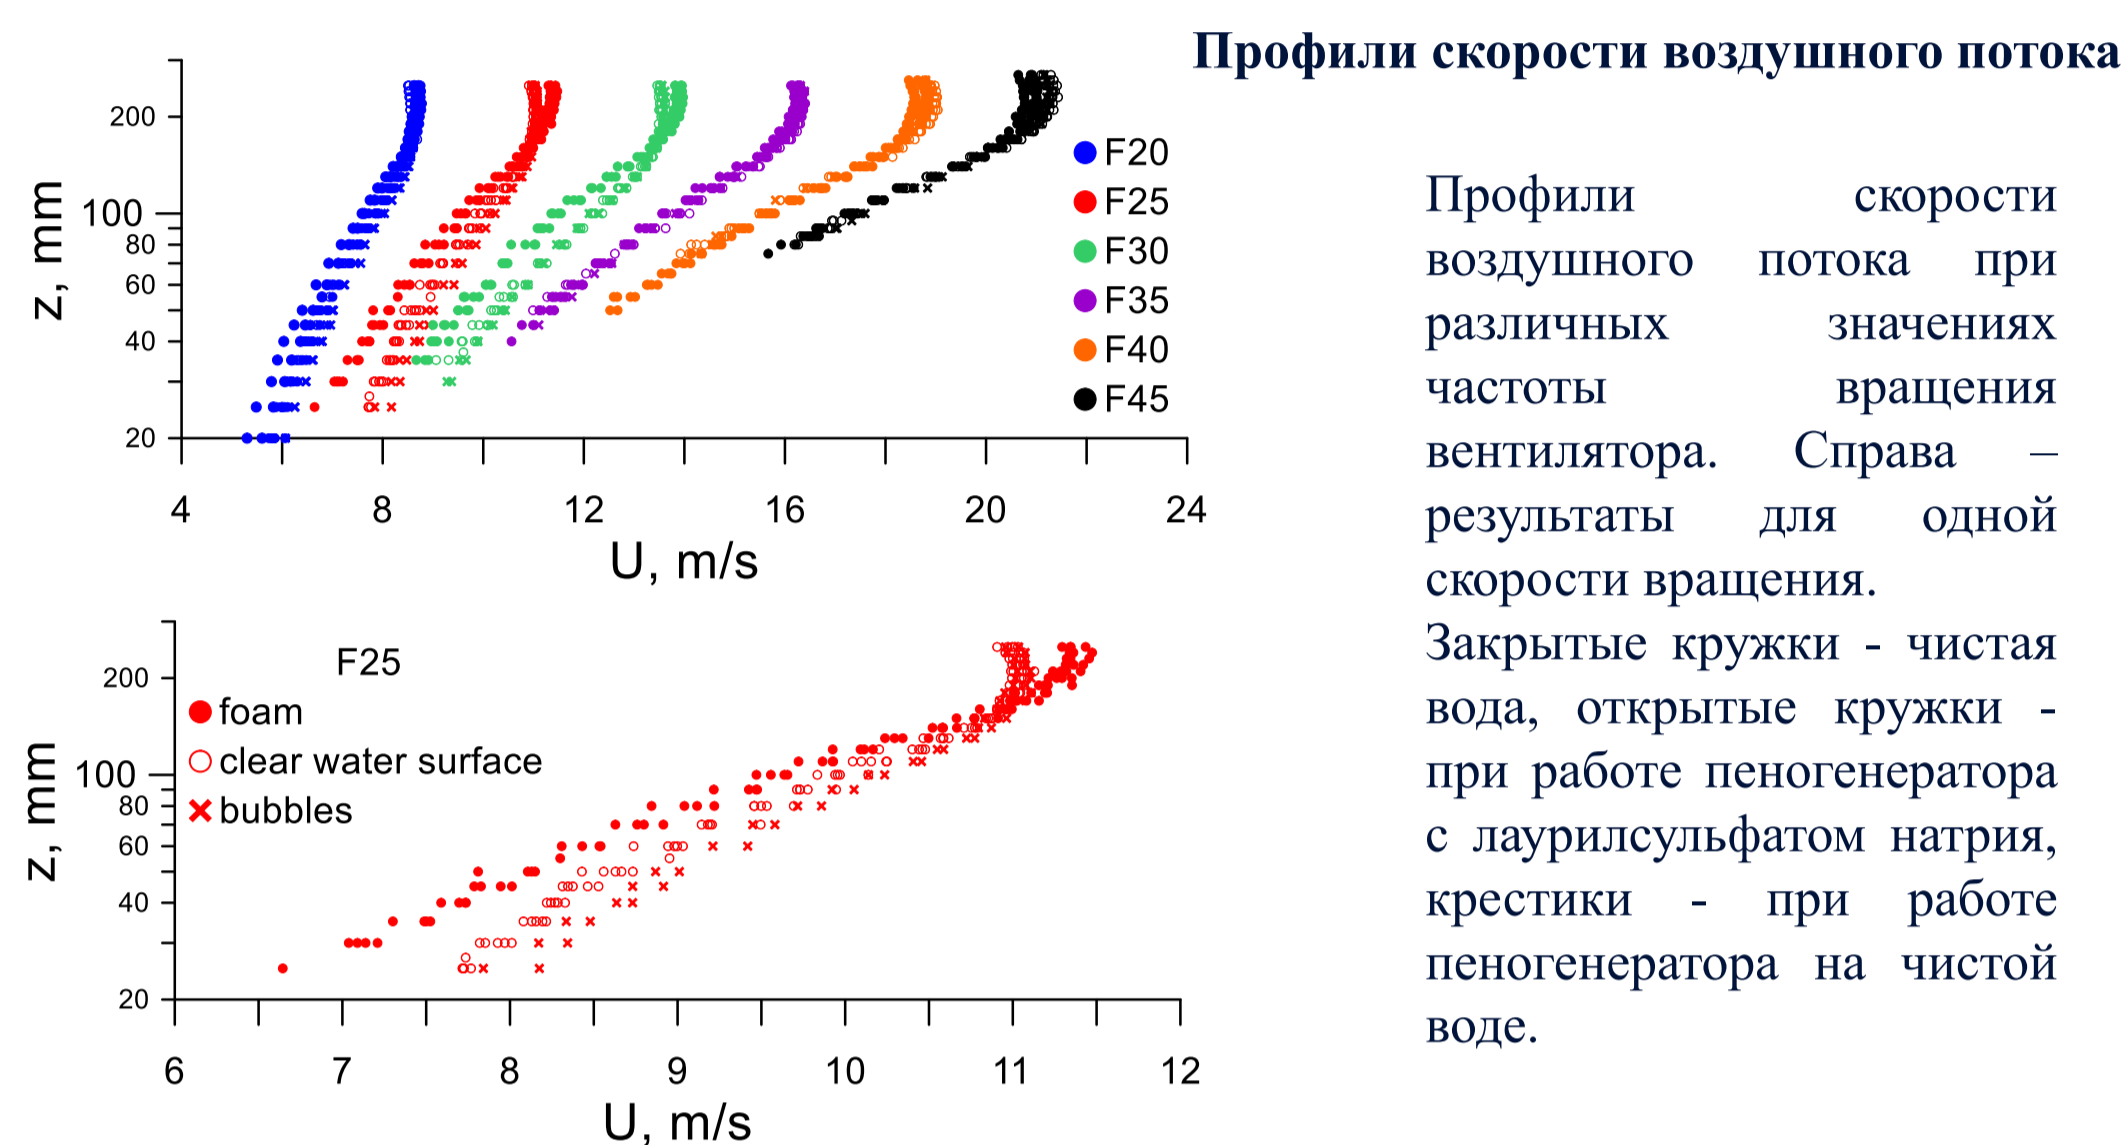 Профили скорости воздушного потока
200
100
80
60
40
20
z, mm
4 8 12 16 20 24
U, m/s
F20
F25
F30
F35
F40
F45
F25
foam
clear water surface
bubbles
200
100
80
60
40
20
z, mm
6 7 8 9 10 11 12
U, m/s
Профили скорости
воздушного потока при
различных значениях
частоты вращения
вентилятора. Справа –
результаты для одной
скорости вращения.
Закрытые кружки - чистая
вода, открытые кружки -
при работе пеногенератора
с лаурилсульфатом натрия,
крестики - при работе
пеногенератора на чистой
воде.